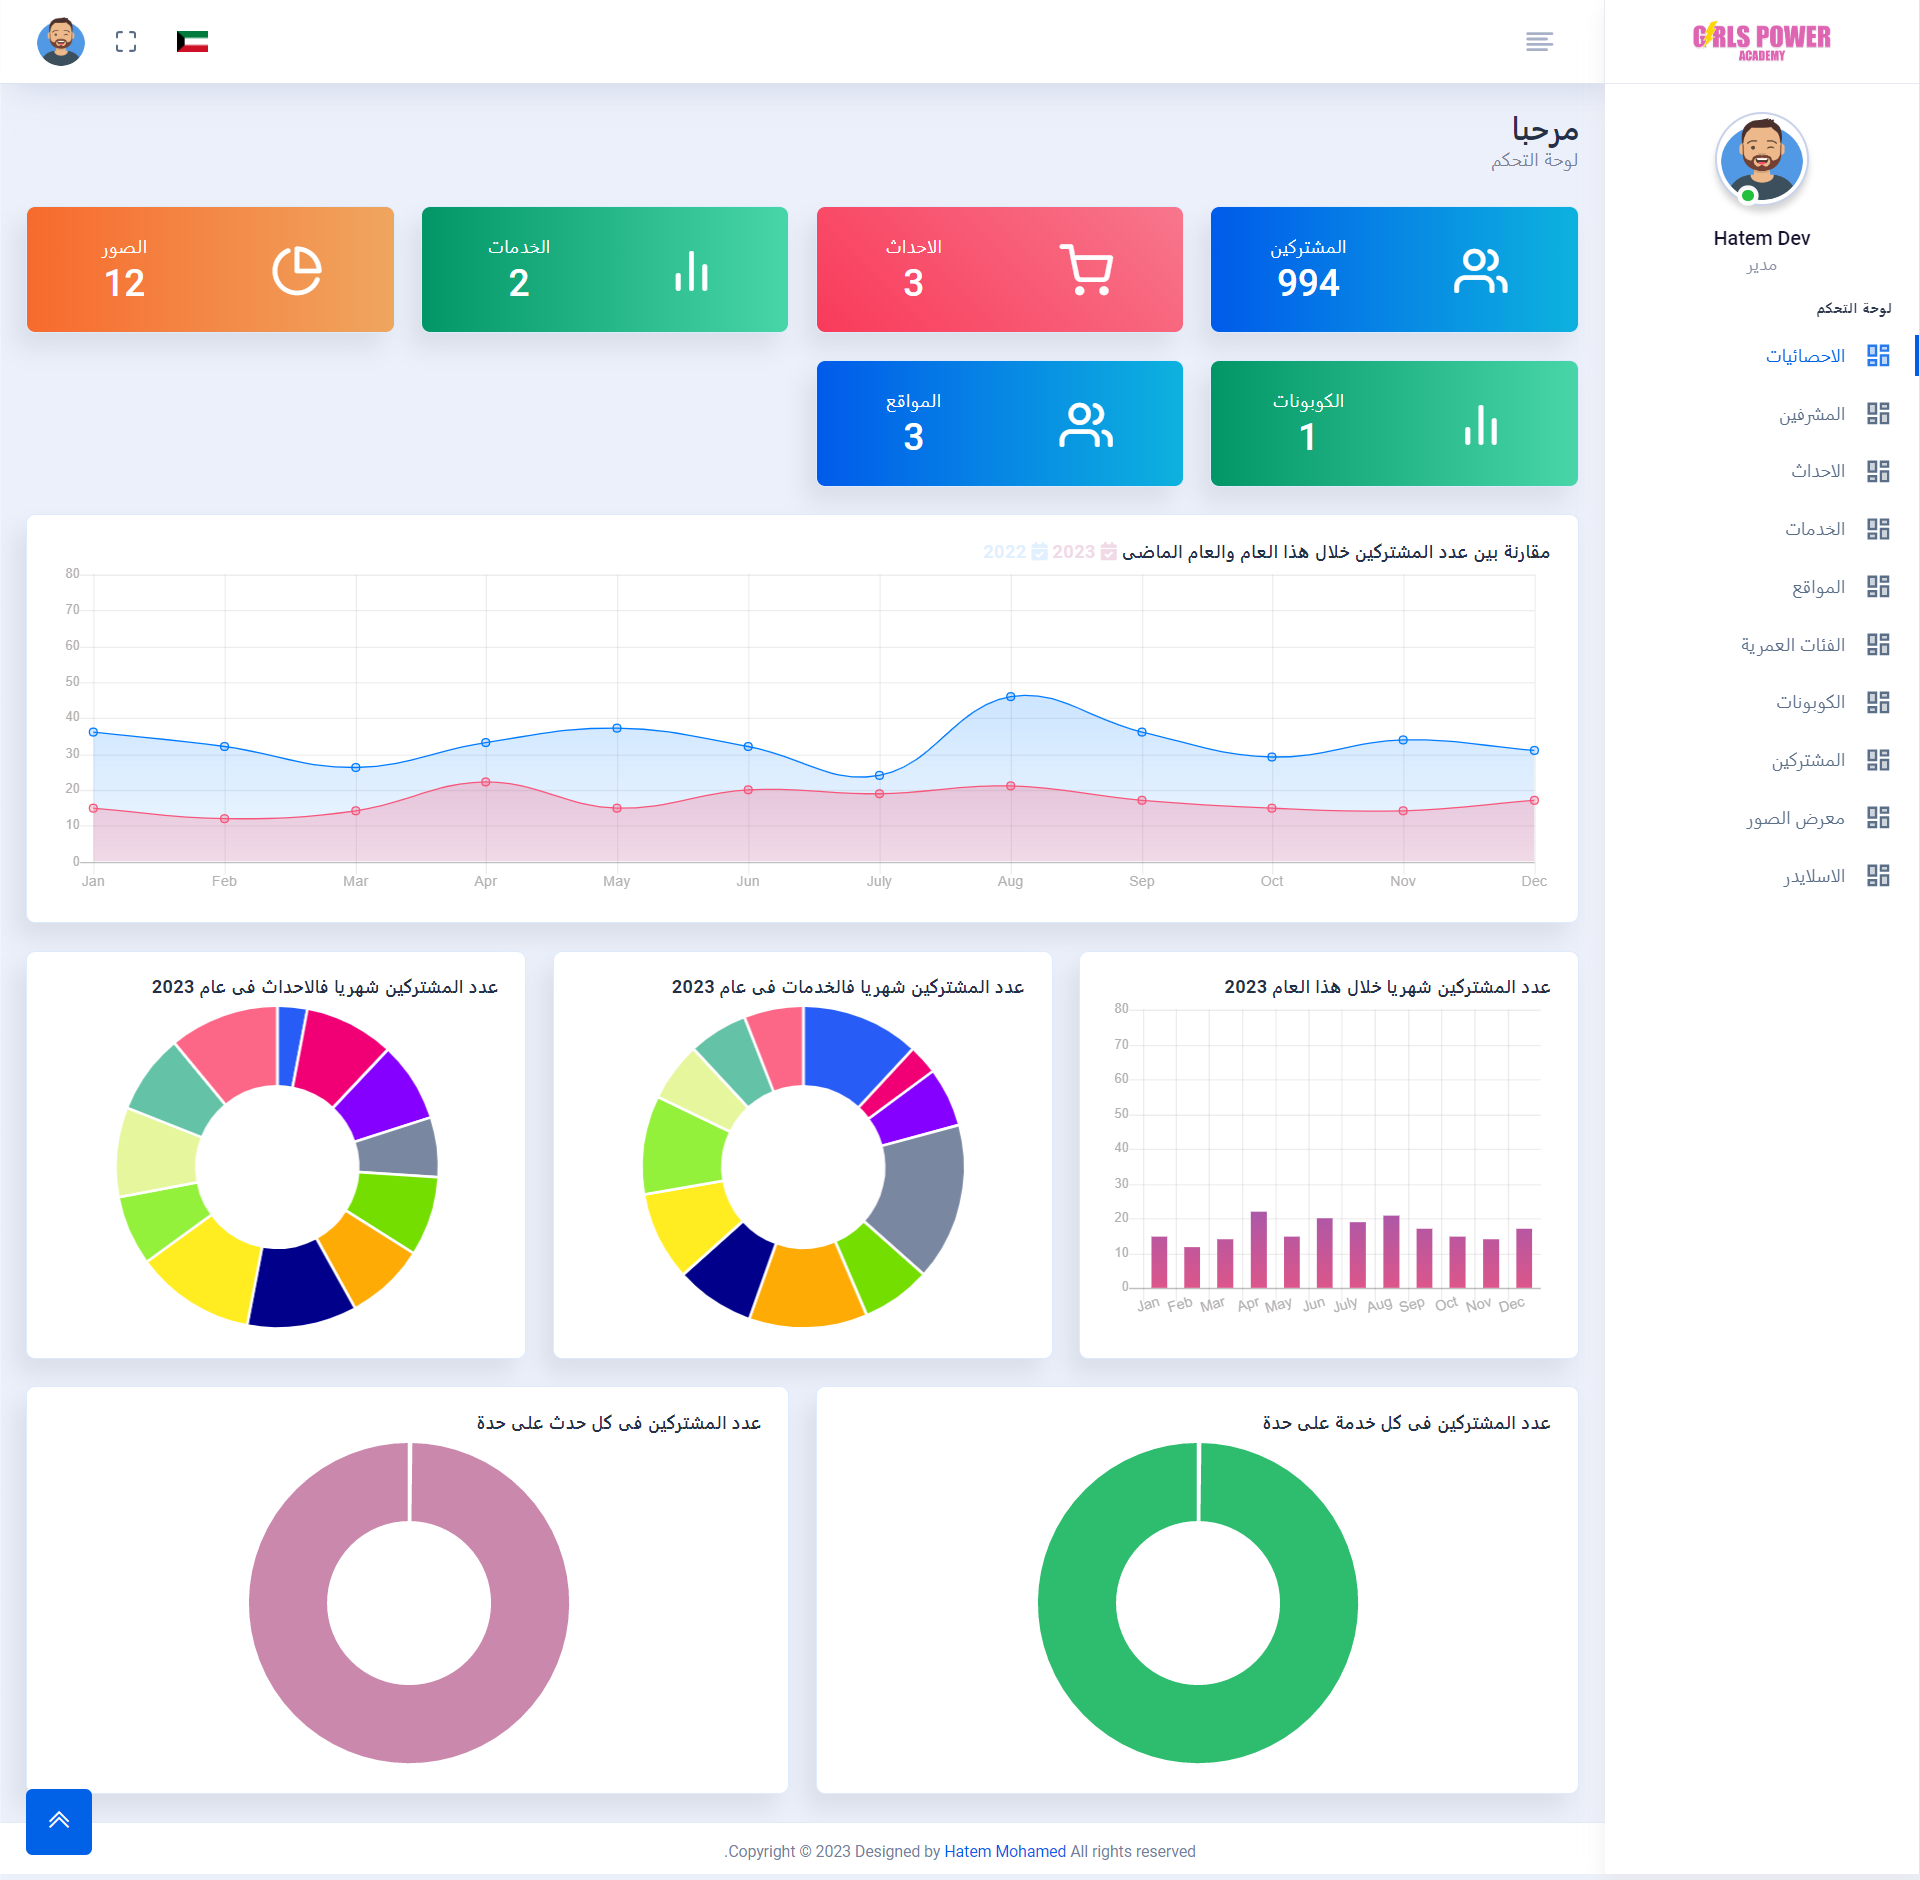 GIRLS POWER
ACADEMY
Hatem Dev
مدير
لوحة التحكم
الاحصائيات
المشرفين
الاحداث
الخدمات
المواقع
الفئات العمرية
الكوبونات
المشتركين
معرض الصور
الاسلايدر
مرحبا
لوحة التحكم
المشتركين
994
الاحداث
3
الخدمات
2
الصور
12
الكوبونات
1
المواقع
3
مقارنة بين عدد المشتركين خلال هذا العام والعام الماضى 2023 2022
80
70
60
50
40
30
20
10
0
Jan Feb Mar Apr May Jun July Aug Sep Oct Nov Dec
عدد المشتركين شهريا خلال هذا العام 2023
80
70
60
50
40
30
20
10
0
Jan Feb Mar Apr May Jun July Aug Sep Oct Nov Dec
عدد المشتركين شهريا فالخدمات فى عام 2023
عدد المشتركين شهريا فالاحداث فى عام 2023
عدد المشتركين فى كل خدمة على حدة
عدد المشتركين فى كل حدث على حدة
.Copyright © 2023 Designed by Hatem Mohamed All rights reserved